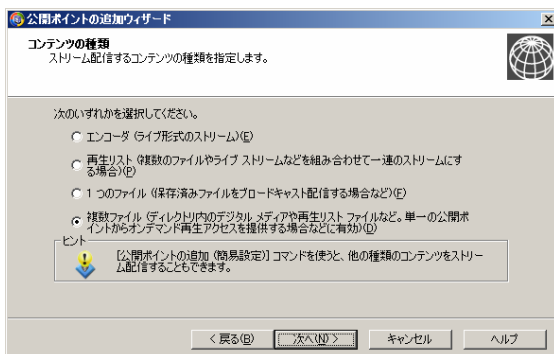 公開ポイントの追加ウィザード
コンテンツの種類
ストリーム配信するコンテンツの種類を指定します。
次のいずれかを選択してください。
エンコーダ (ライブ形式のストリーム)(E)
再生リスト (複数のファイルやライブ ストリームなどを組み合わせて一連のストリームにす
る場合)(P)
1 つのファイル (保存済みファイルをブロードキャスト配信する場合など)(F)
複数ファイル (ディレクトリ内のデジタル メディアや再生リスト ファイルなど。単一の公開ポ
イントからオンデマンド再生アクセスを提供する場合などに有効)(D)
ヒント
[公開ポイントの追加 (簡易設定)] コマンドを使うと、他の種類のコンテンツをストリー
ム配信することもできます。
< 戻る(B) 次へ(N) > キャンセル ヘルプ